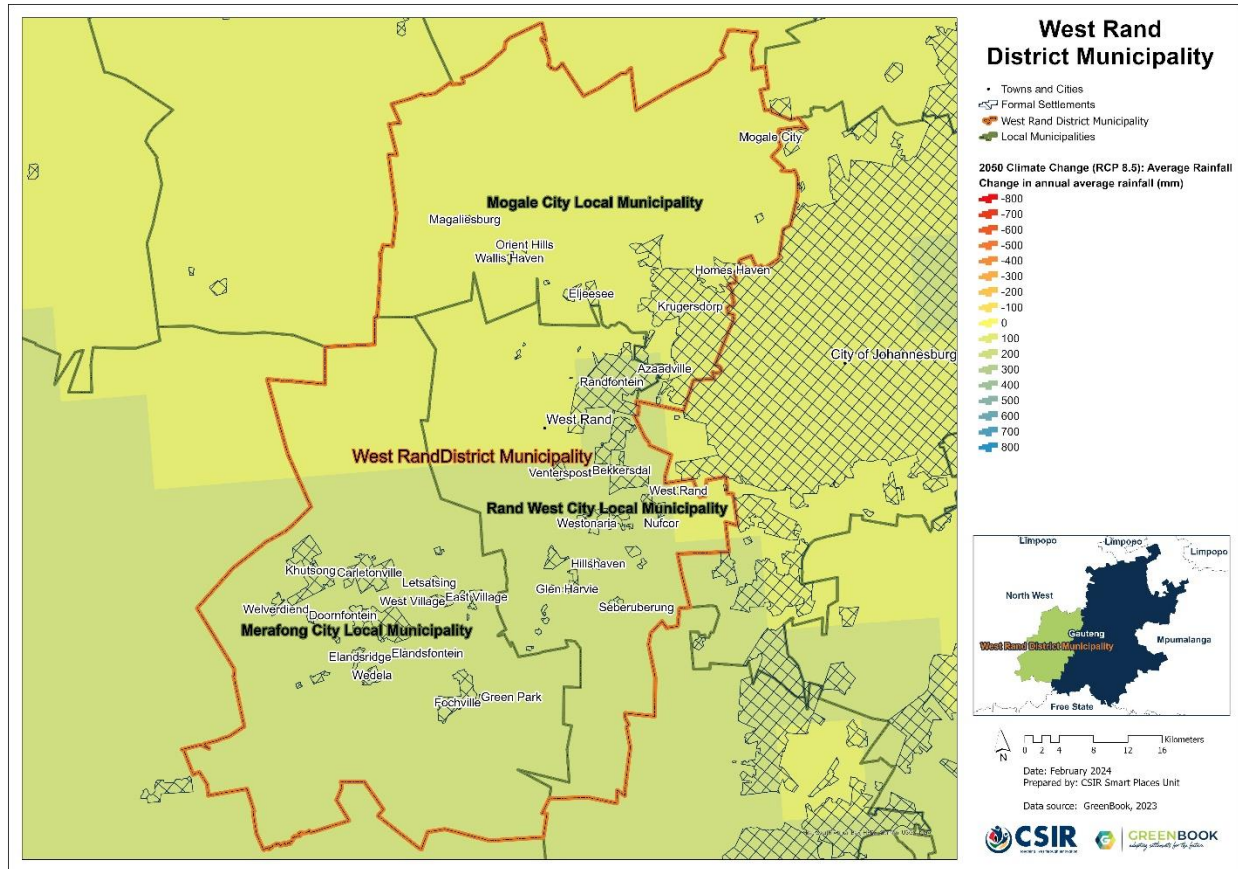 West Rand
District Municipality
Towns and Cities
Formal Settlements
West Rand District Municipality
Local Municipalities
2050 Climate Change (RCP 8.5): Average Rainfall
Change in annual average rainfall (mm)
-800
-700
-600
-500
-400
-300
-200
-100
0
100
200
300
400
500
600
700
800
Mogale City
Mogale City Local Municipality
Magaliesburg
Orient Hills
Wallis Haven
Homes Haven
Eljeesee
Krugersdorp
City of Johannesburg
Azaadville
Randfontein
West Rand
West RandDistrict Municipality
Venterspost
Bekkersdal
West Rand
Rand West City Local Municipality
Westonaria
Nufcor
Hillshaven
Khutsong
Carletonville
Letsatsing
Glen Harvie
West Village
East Village
Seberuberung
Welverdiend
Doornfontein
Merafong City Local Municipality
Elandsridge
Elandsfontein
Wedela
Green Park
Fochville
Limpopo
Limpopo
Limpopo
North West
Gauteng
Mpumalanga
West Rand District Municipality
Free State
N
Kilometers
0 2 4 8 12 16
Date: February 2024
Prepared by: CSIR Smart Places Unit
Data source: GreenBook, 2023
CSIR
GREENBOOK
adapting settlements for the future